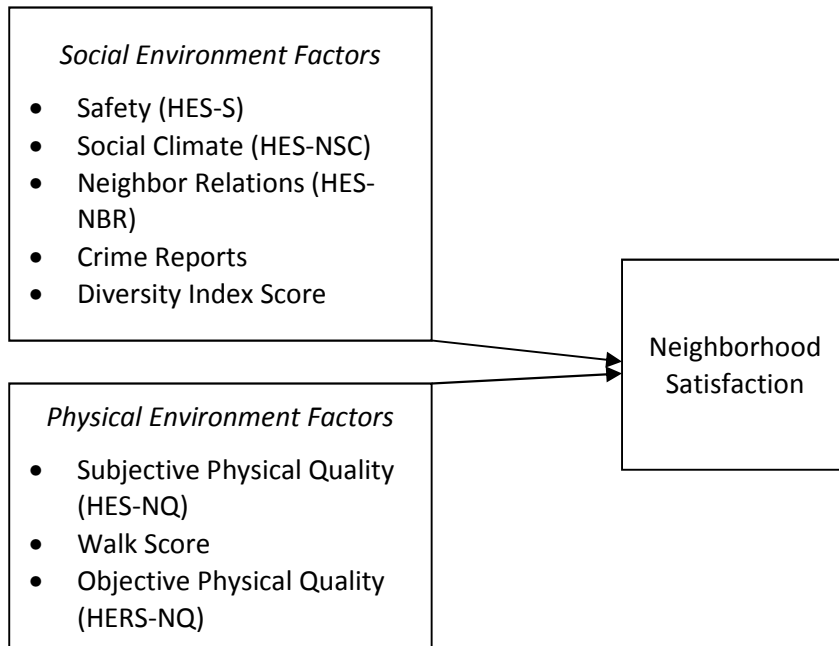 Social Environment Factors
• Safety (HES-S)
• Social Climate (HES-NSC)
• Neighbor Relations (HES-
NBR)
• Crime Reports
• Diversity Index Score
Neighborhood
Satisfaction
Physical Environment Factors
• Subjective Physical Quality
(HES-NQ)
• Walk Score
• Objective Physical Quality
(HERS-NQ)